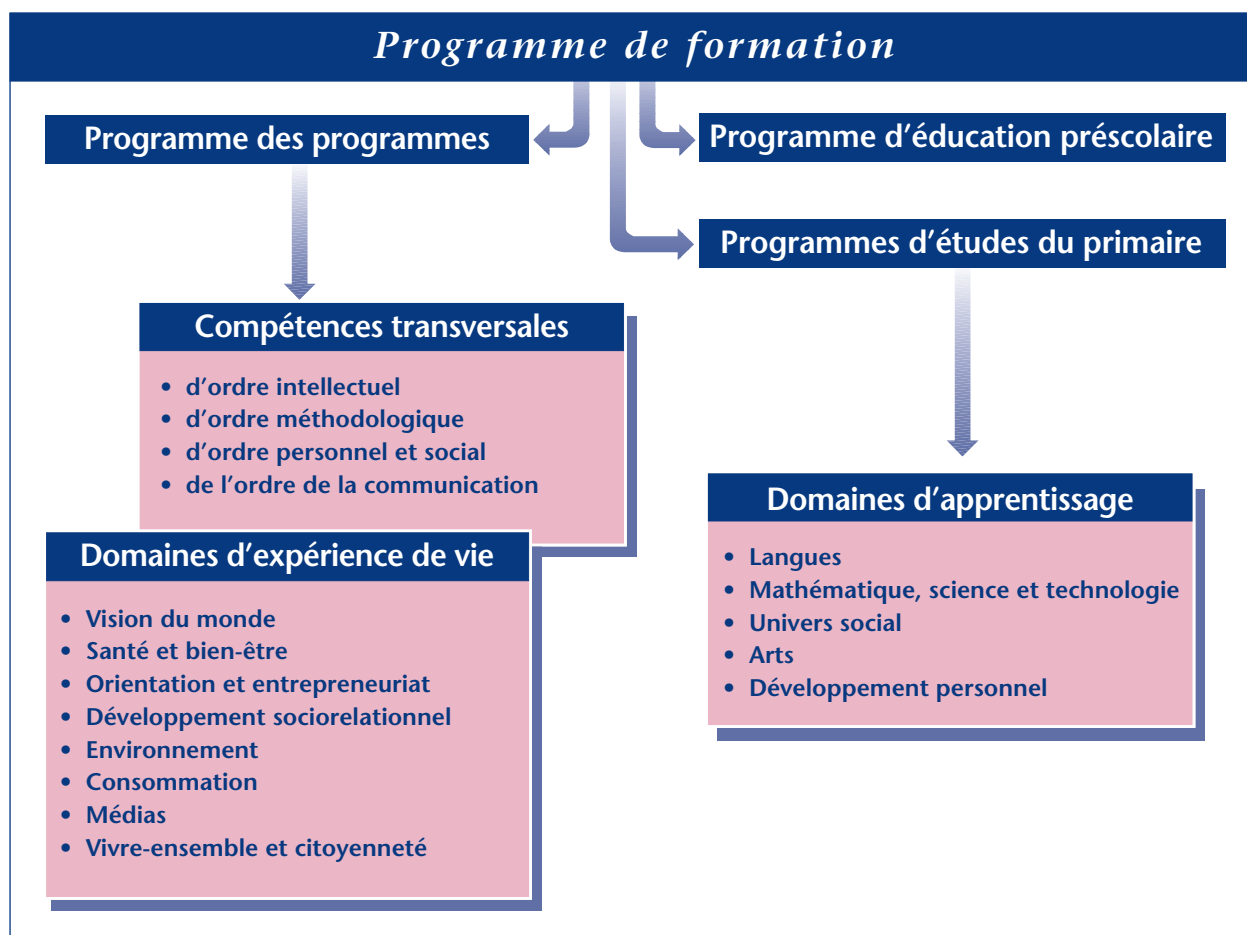 Programme de formation
Programme des programmes
Programme d'éducation préscolaire
Programmes d'études du primaire
Compétences transversales
• d'ordre intellectuel
• d'ordre méthodologique
• d'ordre personnel et social
• de l'ordre de la communication
Domaines d'expérience de vie
• Vision du monde
• Santé et bien-être
• Orientation et entrepreneuriat
• Développement sociorelationnel
• Environnement
• Consommation
• Médias
• Vivre-ensemble et citoyenneté
Domaines d'apprentissage
• Langues
• Mathématique, science et technologie
• Univers social
• Arts
• Développement personnel